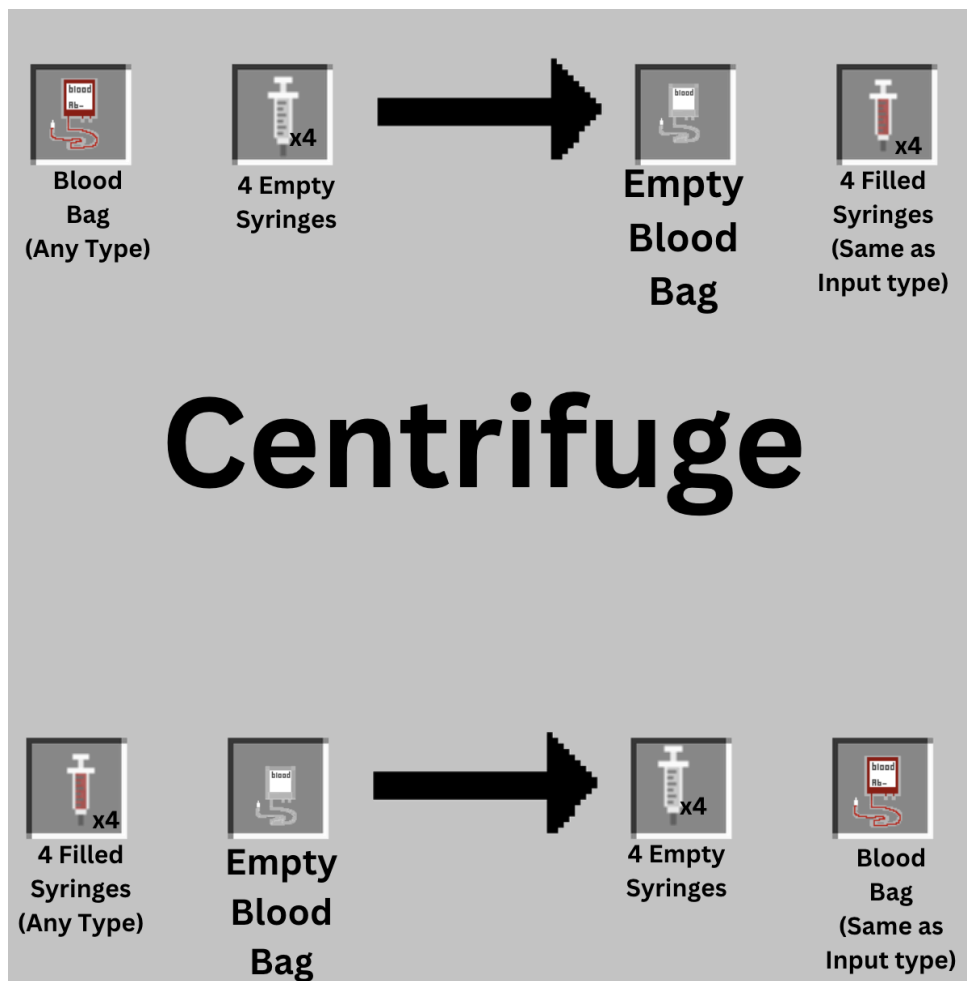 blood
Ab-
x4
blood
x4
Blood
Bag
(Any Type)
4 Empty
Syringes
Empty
Blood
Bag
4 Filled
Syringes
(Same as
Input type)
Centrifuge
x4
blood
x4
blood
Ab-
4 Filled
Syringes
(Any Type)
Empty
Blood
Bag
4 Empty
Syringes
Blood
Bag
(Same as
Input type)